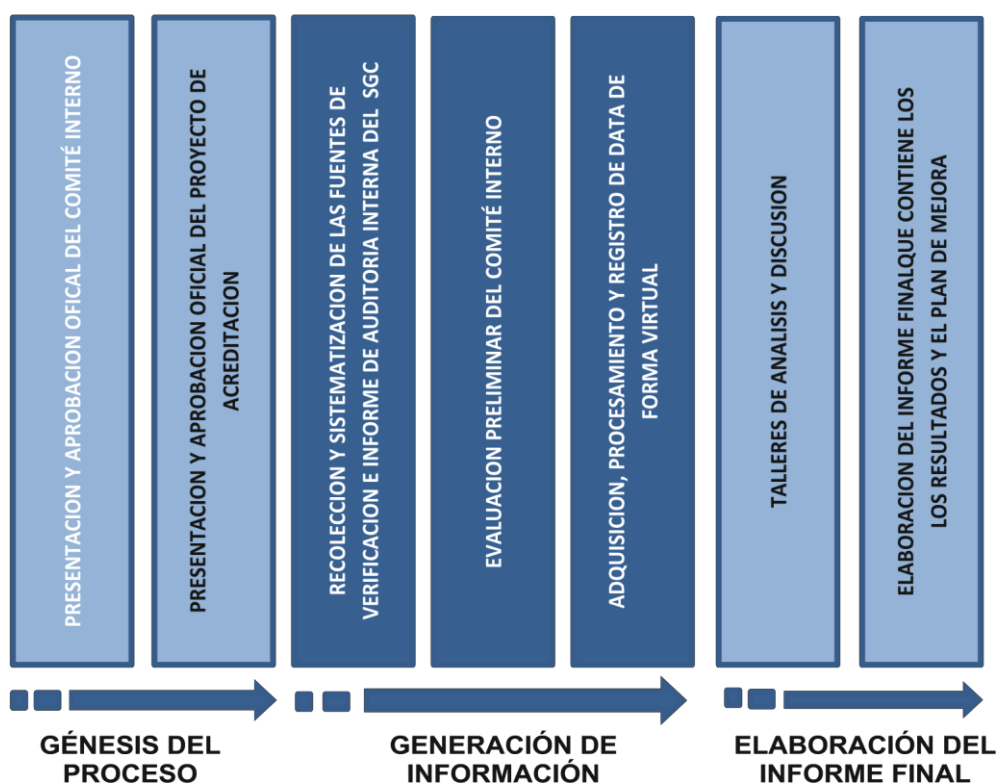 PRESENTACION Y APROBACION OFICAL DEL COMITÉ INTERNO
PRESENTACION Y APROBACION OFICIAL DEL PROYECTO DE
ACREDITACION
RECOLECCION Y SISTEMATIZACION DE LAS FUENTES DE
VERIFICACION E INFORME DE AUDITORIA INTERNA DEL SGC
EVALUACION PRELIMINAR DEL COMITÉ INTERNO
ADQUISICION, PROCESAMIENTO Y REGISTRO DE DATA DE
FORMA VIRTUAL
TALLERES DE ANALISIS Y DISCUSION
ELABORACION DEL INFORME FINALQUE CONTIENE LOS
LOS RESULTADOS Y EL PLAN DE MEJORA
GÉNESIS DEL
PROCESO
GENERACIÓN DE
INFORMACIÓN
ELABORACIÓN DEL
INFORME FINAL